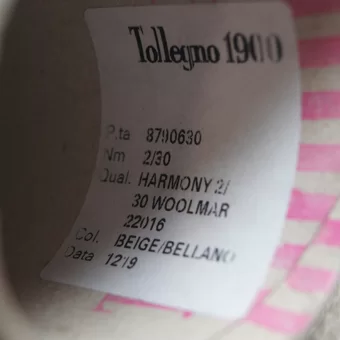 Tollegno 1900
P.ta 8790630
Nm 2/30
Qual. HARMONY 2/
30 WOOLMAR
22016
Col. BEIGE/BELLANO
Data 12/9